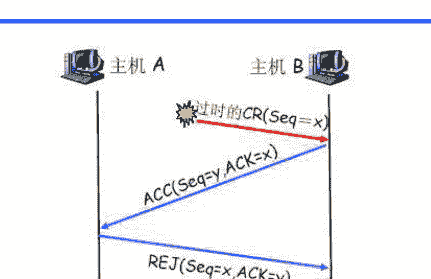 主机 A
主机 B
过时的CR(Seq=x)
ACC(Seq=y,ACK=x)
REJ(Seq=x,ACK=y)